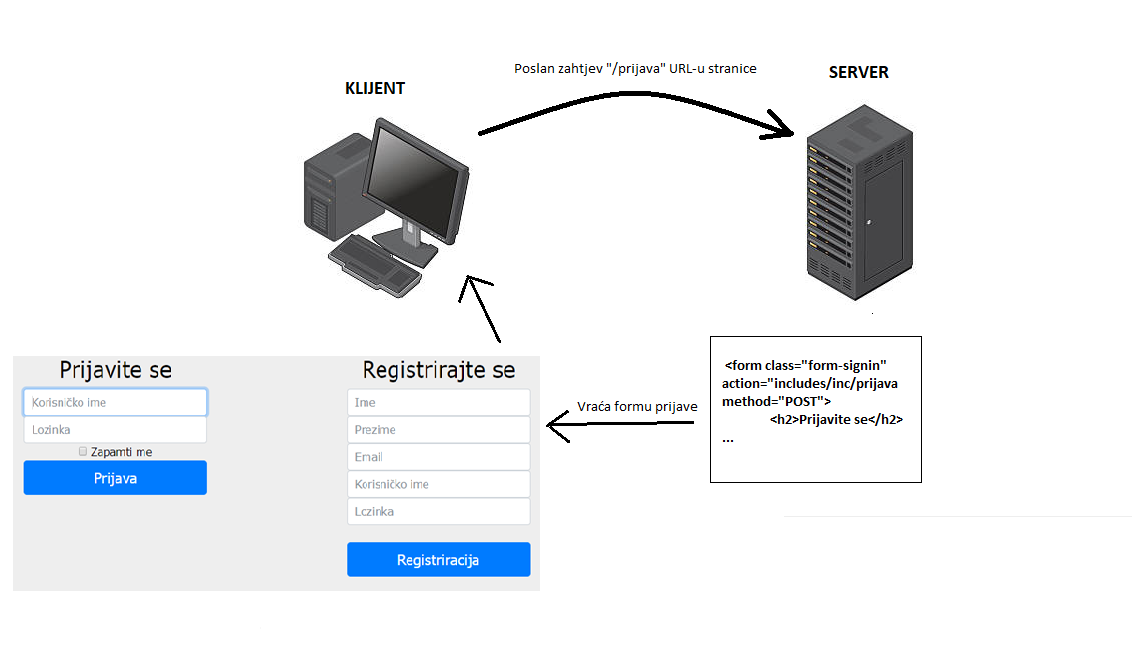 Poslan zahtjev "/prijava" URL-u stranice
KLIJENT
SERVER
<form class="form-signin"
action="includes/inc/prijava
method="POST">
<h2>Prijavite se</h2>
...
Vraća formu prijave
Prijavite se
Korisničko ime
Lozinka
Zapamti me
Prijava
Registrirajte se
Ime
Prezime
Email
Korisničko ime
Lozinka
Registriracija